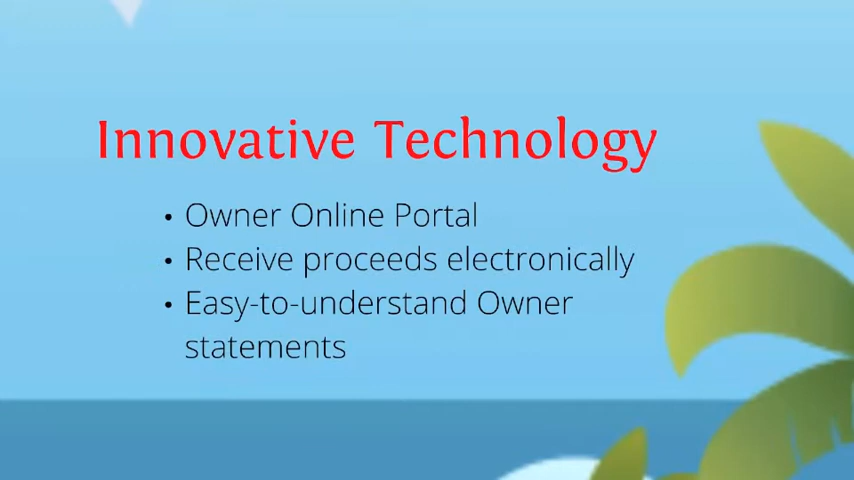 Innovative Technology
• Owner Online Portal
• Receive proceeds electronically
• Easy-to-understand Owner
statements